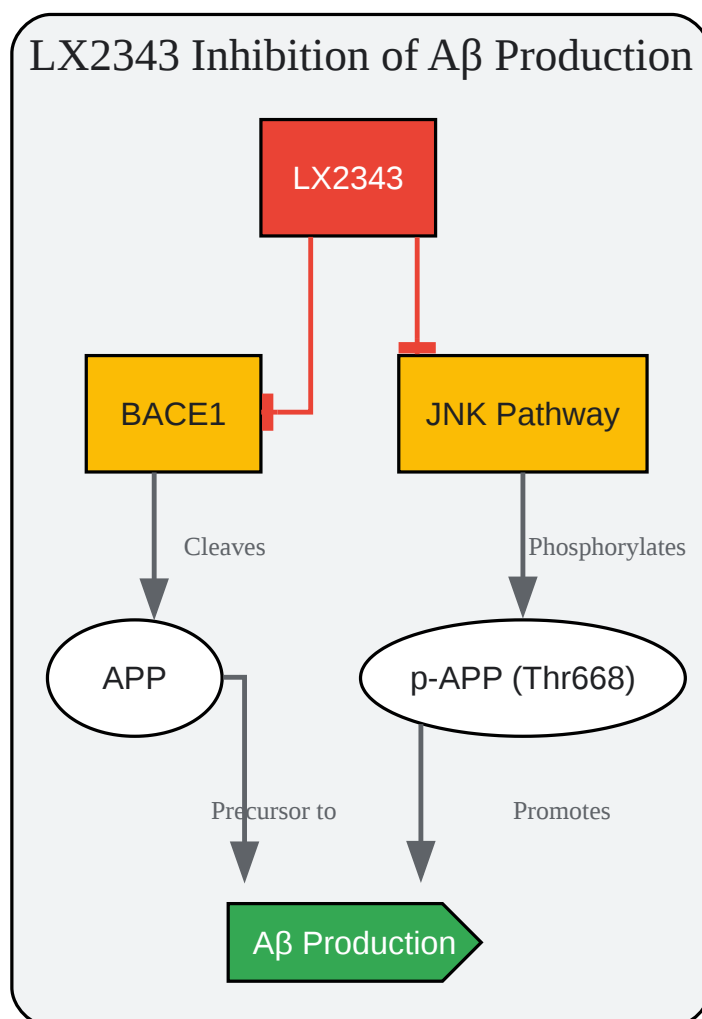 LX2343 Inhibition of Aβ Production
LX2343
BACE1
JNK Pathway
Cleaves
Phosphorylates
APP
p-APP (Thr668)
Precursor to
Promotes
Aβ Production